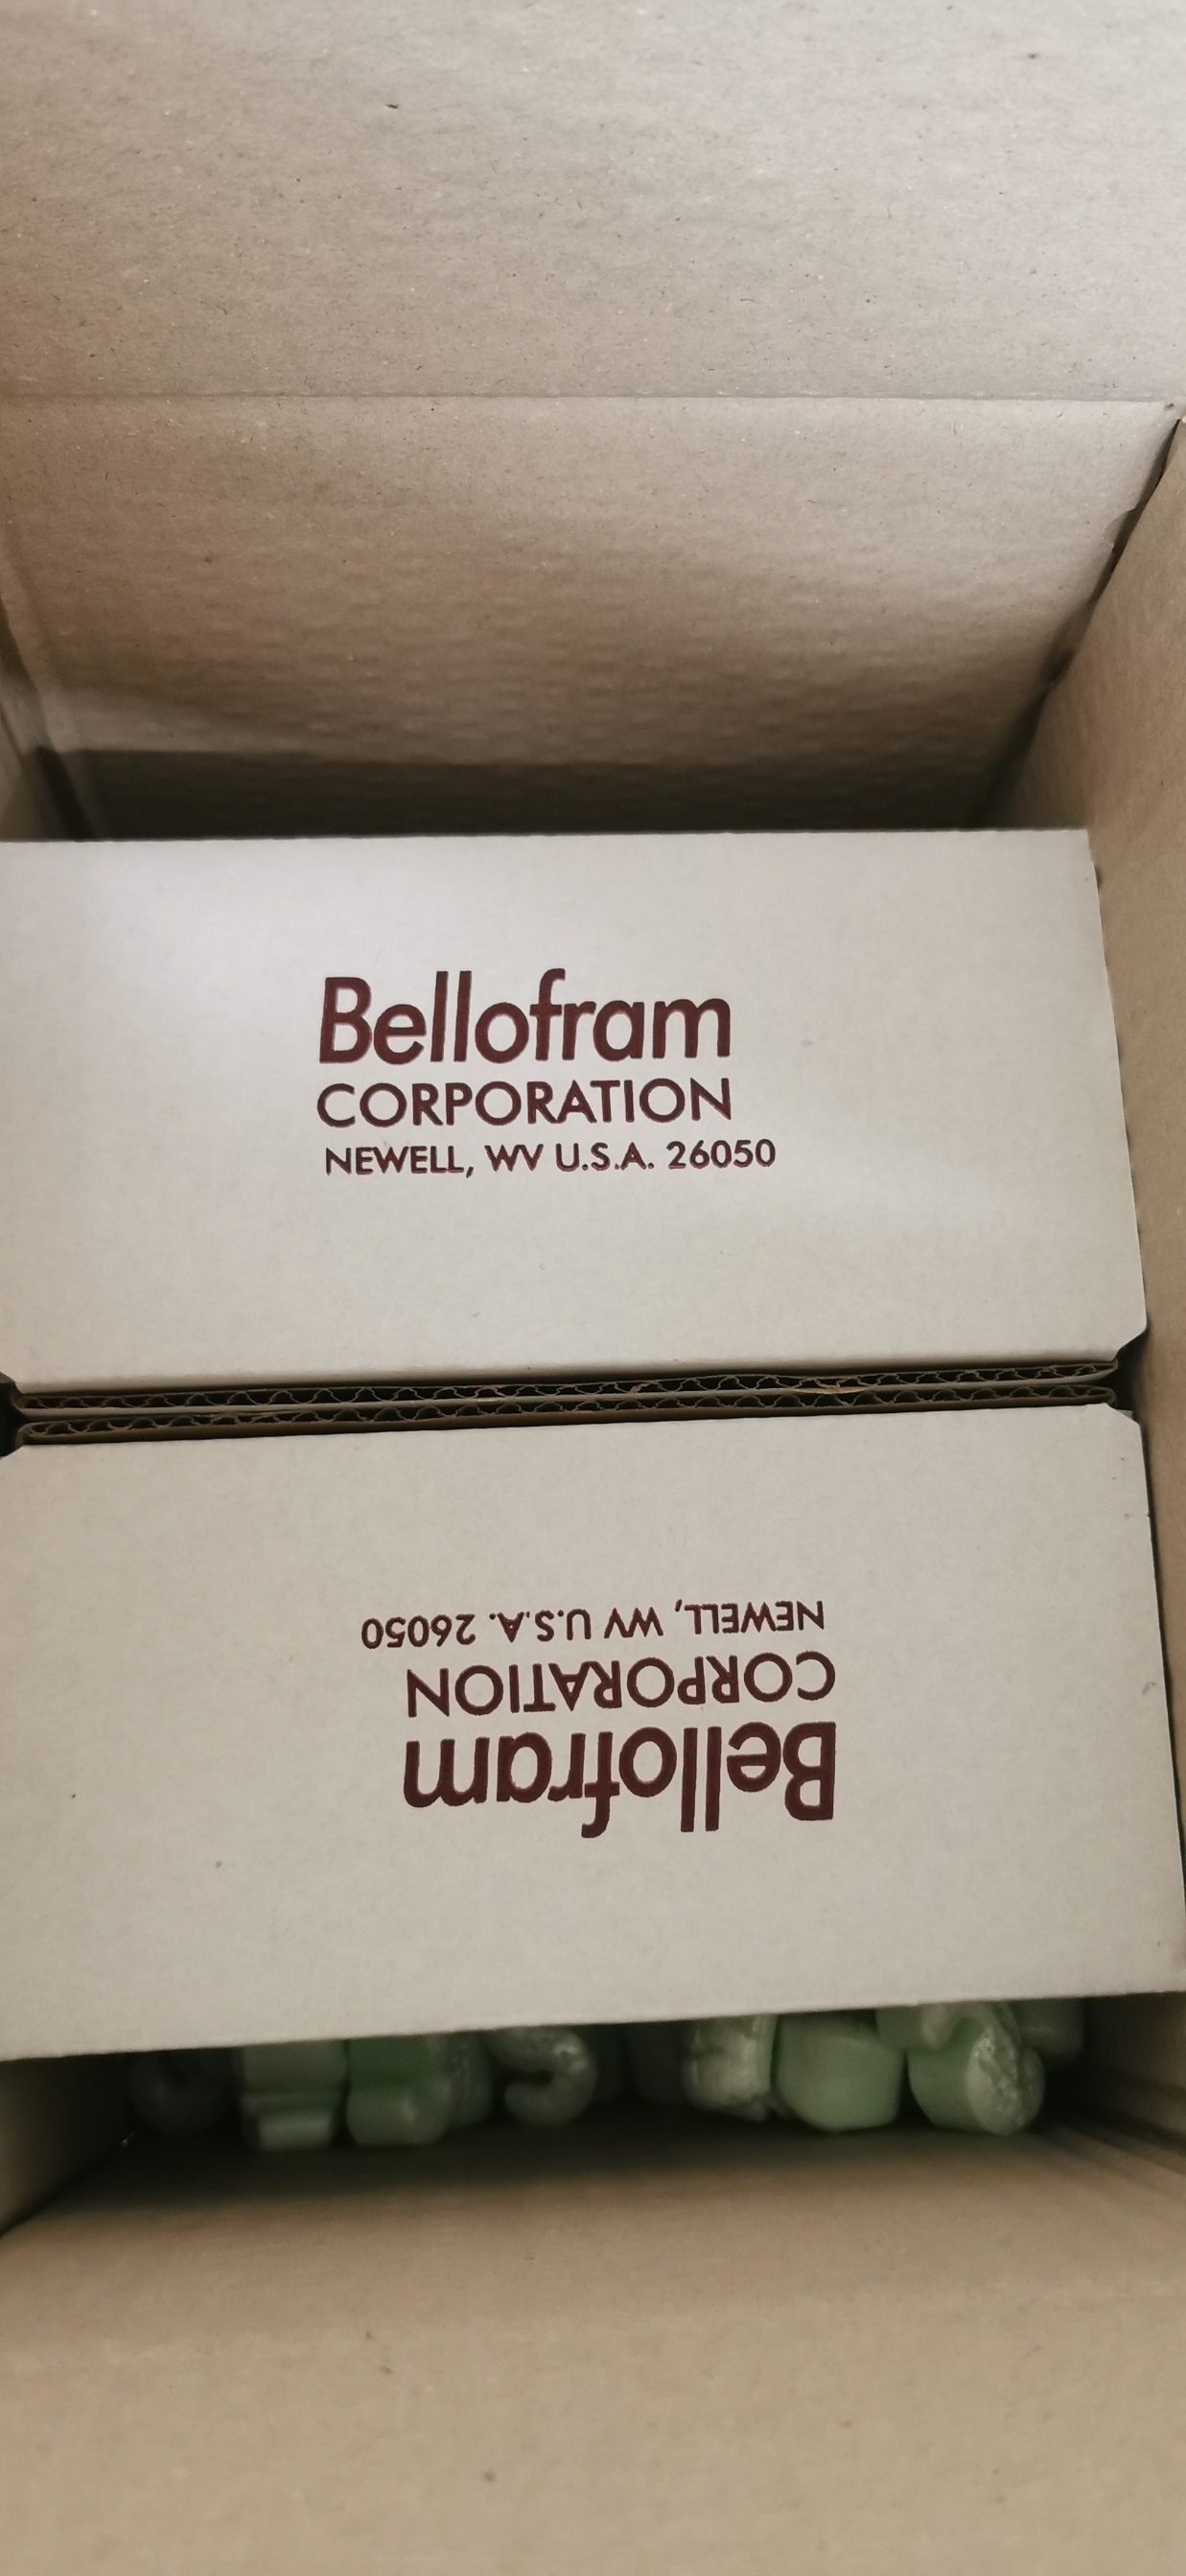 Bellofram
CORPORATION
NEWELL, WV U.S.A. 26050
Bellofram
CORPORATION
NEWELL, WV U.S.A. 26050